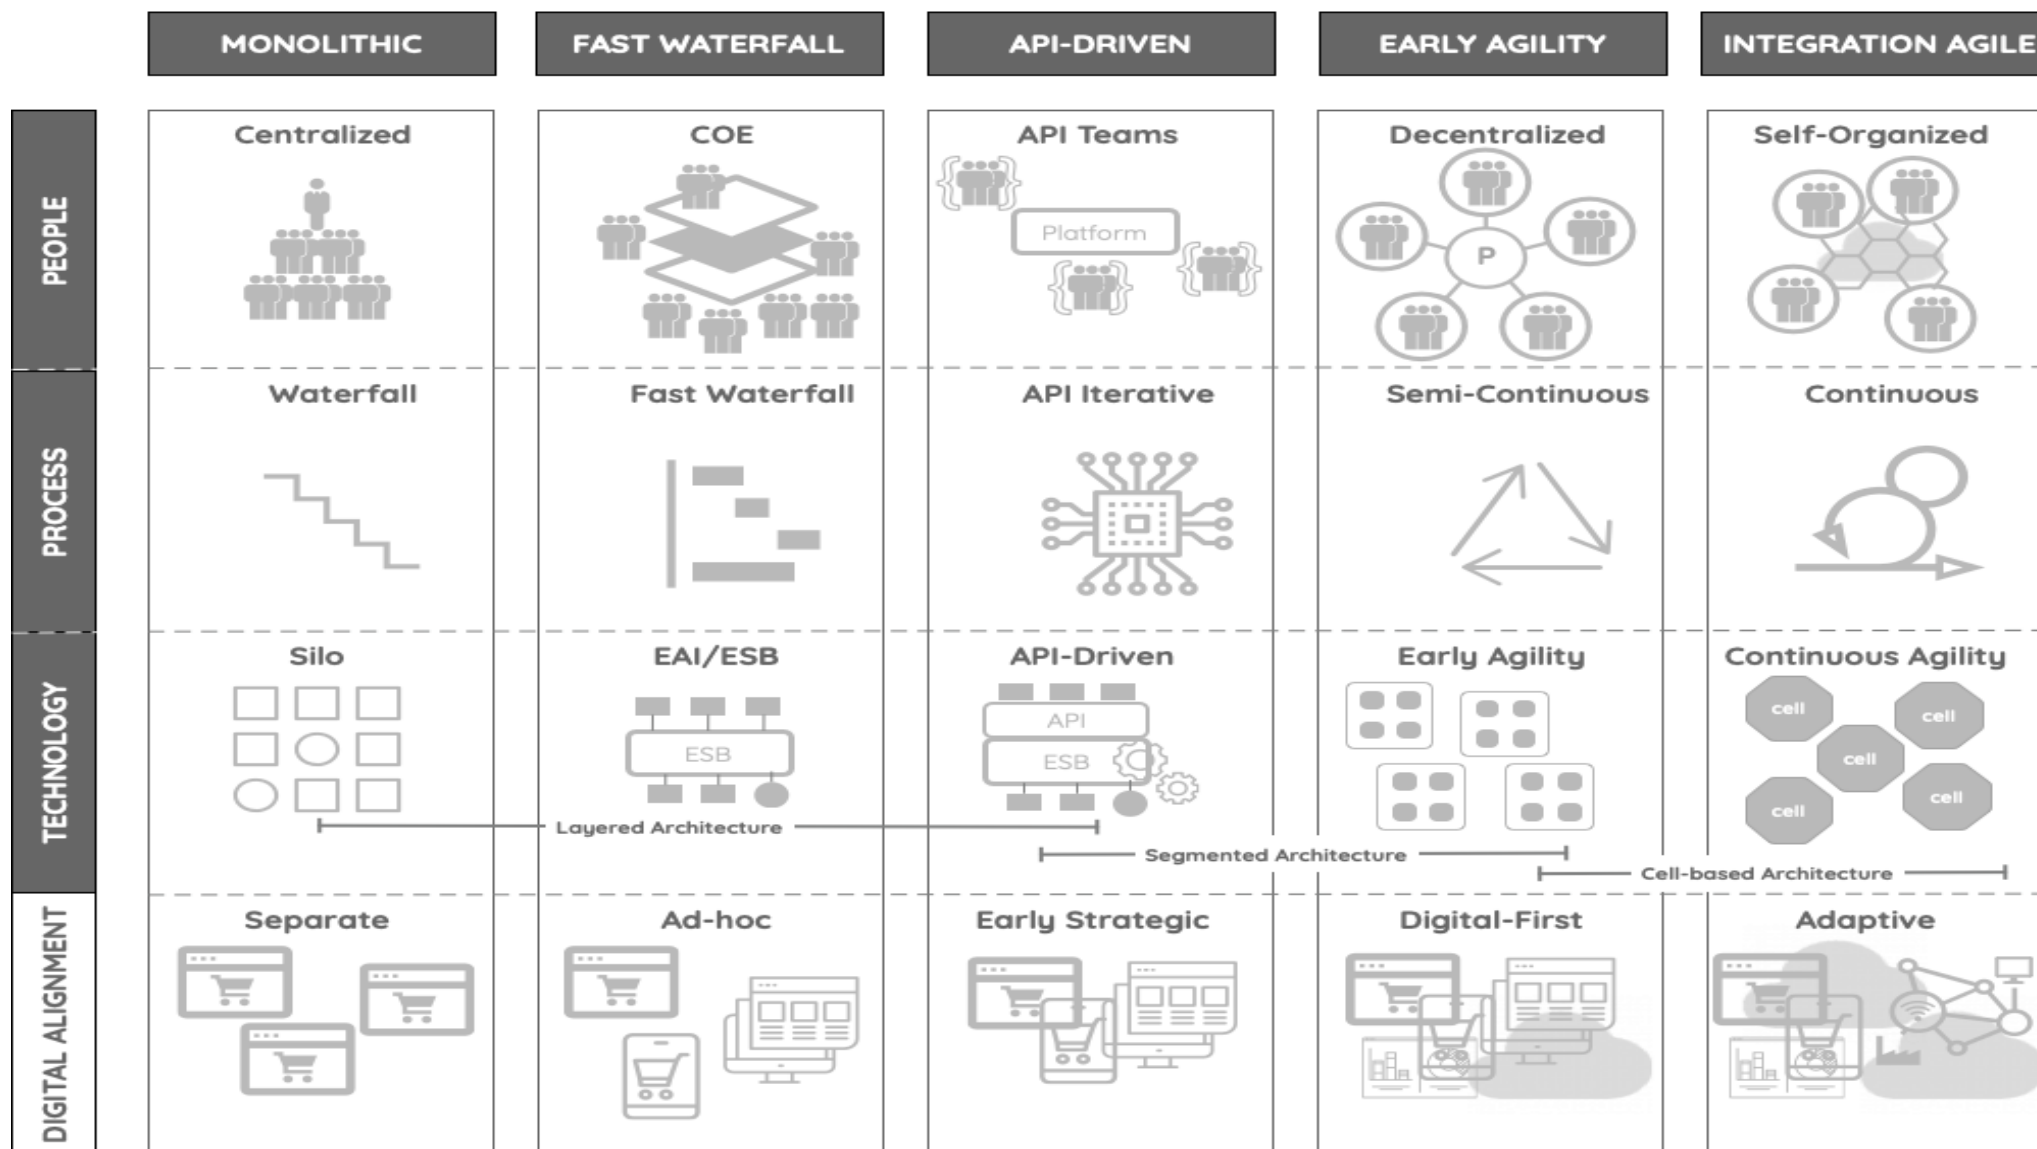 MONOLITHIC
FAST WATERFALL
API-DRIVEN
EARLY AGILITY
INTEGRATION AGILE
PEOPLE
Centralized
COE
API Teams
Platform
Decentralized
P
Self-Organized
PROCESS
Waterfall
Fast Waterfall
API Iterative
Semi-Continuous
Continuous
TECHNOLOGY
Silo
EAI/ESB
ESB
API-Driven
API
ESB
Early Agility
Continuous Agility
cell
cell
cell
cell
cell
Layered Architecture
Segmented Architecture
Cell-based Architecture
DIGITAL ALIGNMENT
Separate
Ad-hoc
Early Strategic
Digital-First
Adaptive